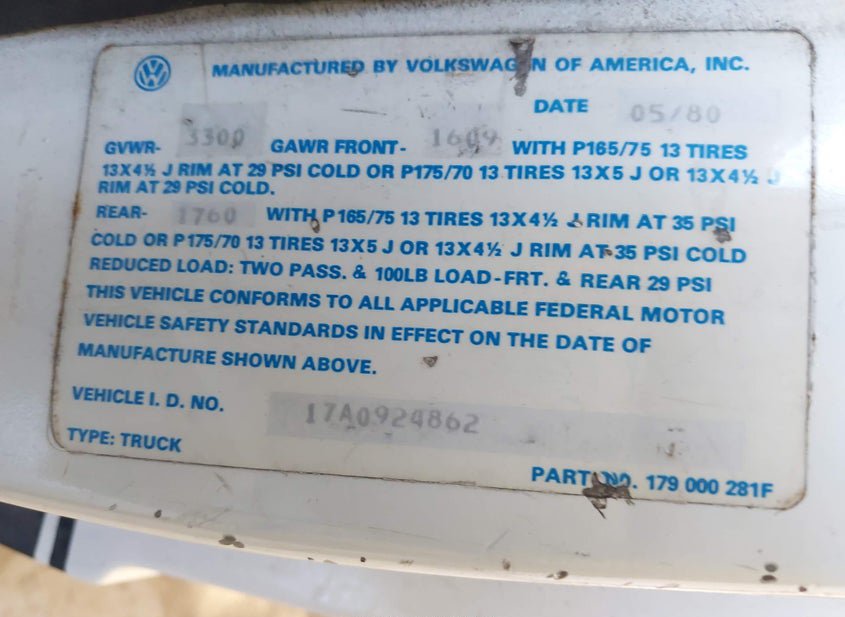 MANUFACTURED BY VOLKSWAGEN OF AMERICA, INC.
DATE 05/80
GVWR- 3300 GAWR FRONT- 1609 WITH P165/75 13 TIRES
13X4½ J RIM AT 29 PSI COLD OR P175/70 13 TIRES 13X5 J OR 13X4½ J
RIM AT 29 PSI COLD.
REAR- 1760 WITH P165/75 13 TIRES 13X4½ J RIM AT 35 PSI
COLD OR P175/70 13 TIRES 13X5 J OR 13X4½ J RIM AT 35 PSI COLD
REDUCED LOAD: TWO PASS. & 100LB LOAD-FRT. & REAR 29 PSI
THIS VEHICLE CONFORMS TO ALL APPLICABLE FEDERAL MOTOR
VEHICLE SAFETY STANDARDS IN EFFECT ON THE DATE OF
MANUFACTURE SHOWN ABOVE.
VEHICLE I. D. NO. 17A0924862
TYPE: TRUCK
PART NO. 179 000 281F